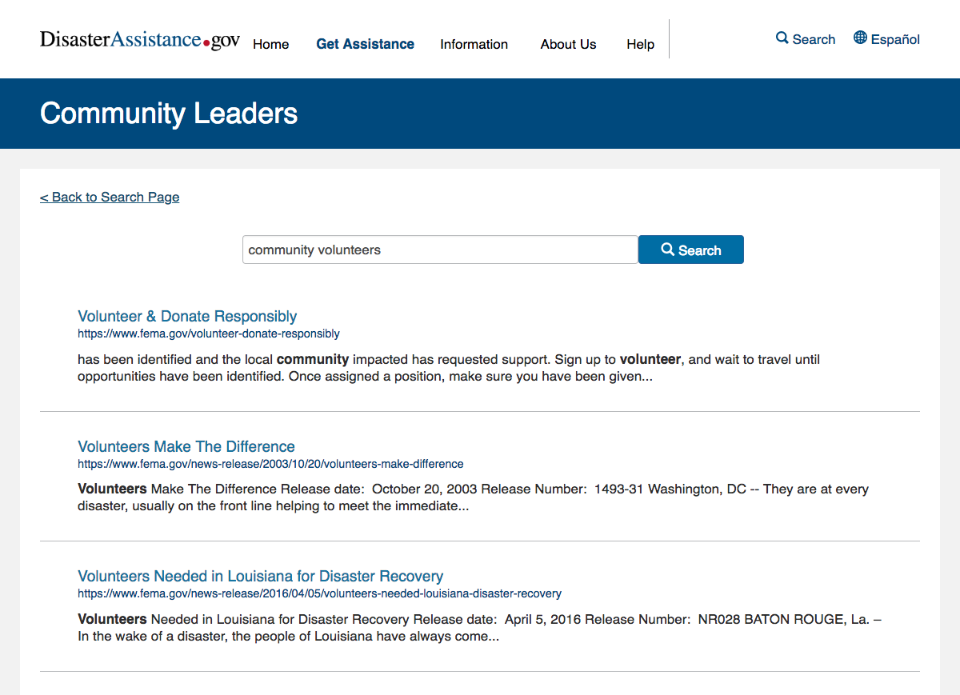 DisasterAssistance.gov Home Get Assistance Information About Us Help Search Español
Community Leaders
< Back to Search Page
community volunteers Search
Volunteer & Donate Responsibly
https://www.fema.gov/volunteer-donate-responsibly
has been identified and the local community impacted has requested support. Sign up to volunteer, and wait to travel until
opportunities have been identified. Once assigned a position, make sure you have been given...
Volunteers Make The Difference
https://www.fema.gov/news-release/2003/10/20/volunteers-make-difference
Volunteers Make The Difference Release date: October 20, 2003 Release Number: 1493-31 Washington, DC -- They are at every
disaster, usually on the front line helping to meet the immediate...
Volunteers Needed in Louisiana for Disaster Recovery
https://www.fema.gov/news-release/2016/04/05/volunteers-needed-louisiana-disaster-recovery
Volunteers Needed in Louisiana for Disaster Recovery Release date: April 5, 2016 Release Number: NR028 BATON ROUGE, La. –
In the wake of a disaster, the people of Louisiana have always come...